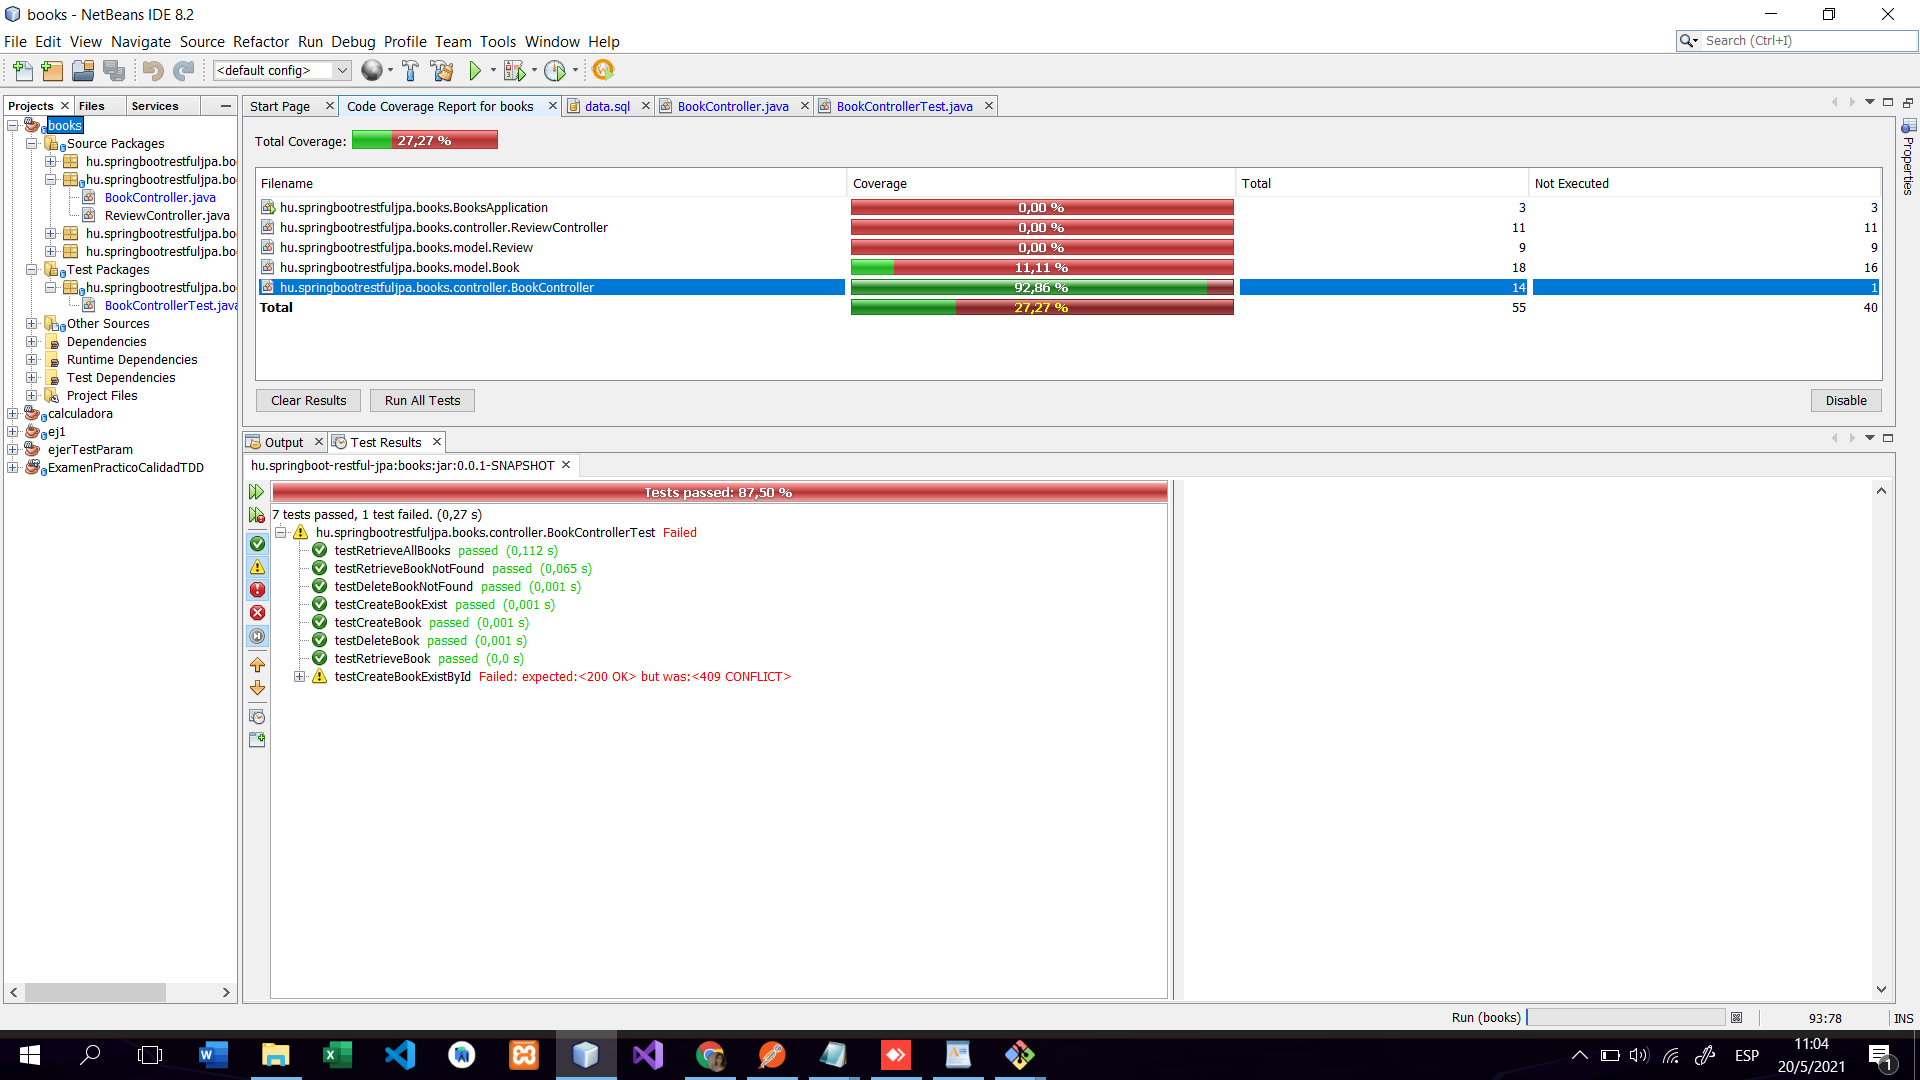 books - NetBeans IDE 8.2
File Edit View Navigate Source Refactor Run Debug Profile Team Tools Window Help
Search (Ctrl+I)
<default config>
Projects Files Services
books
Source Packages
hu.springbootrestfuljpa.bo
hu.springbootrestfuljpa.bo
BookController.java
ReviewController.java
hu.springbootrestfuljpa.bo
hu.springbootrestfuljpa.bo
Test Packages
hu.springbootrestfuljpa.bo
BookControllerTest.java
Other Sources
Dependencies
Runtime Dependencies
Test Dependencies
Project Files
calculadora
ej1
ejerTestParam
ExamenPracticoCalidadTDD
Start Page Code Coverage Report for books data.sql BookController.java BookControllerTest.java
Total Coverage: 27,27 %
Filename Coverage Total Not Executed
hu.springbootrestfuljpa.books.BooksApplication 0,00 % 3 3
hu.springbootrestfuljpa.books.controller.ReviewController 0,00 % 11 11
hu.springbootrestfuljpa.books.model.Review 0,00 % 9 9
hu.springbootrestfuljpa.books.model.Book 11,11 % 18 16
hu.springbootrestfuljpa.books.controller.BookController 92,86 % 14 1
Total 27,27 % 55 40
Clear Results Run All Tests Disable
Properties
Output Test Results
hu.springboot-restful-jpa:books:jar:0.0.1-SNAPSHOT
Tests passed: 87,50 %
7 tests passed, 1 test failed. (0,27 s)
hu.springbootrestfuljpa.books.controller.BookControllerTest Failed
testRetrieveAllBooks passed (0,112 s)
testRetrieveBookNotFound passed (0,065 s)
testDeleteBookNotFound passed (0,001 s)
testCreateBookExist passed (0,001 s)
testCreateBook passed (0,001 s)
testDeleteBook passed (0,001 s)
testRetrieveBook passed (0,0 s)
testCreateBookExistById Failed: expected:<200 OK> but was:<409 CONFLICT>
Run (books) 93:78 INS
ESP
11:04
20/5/2021
1